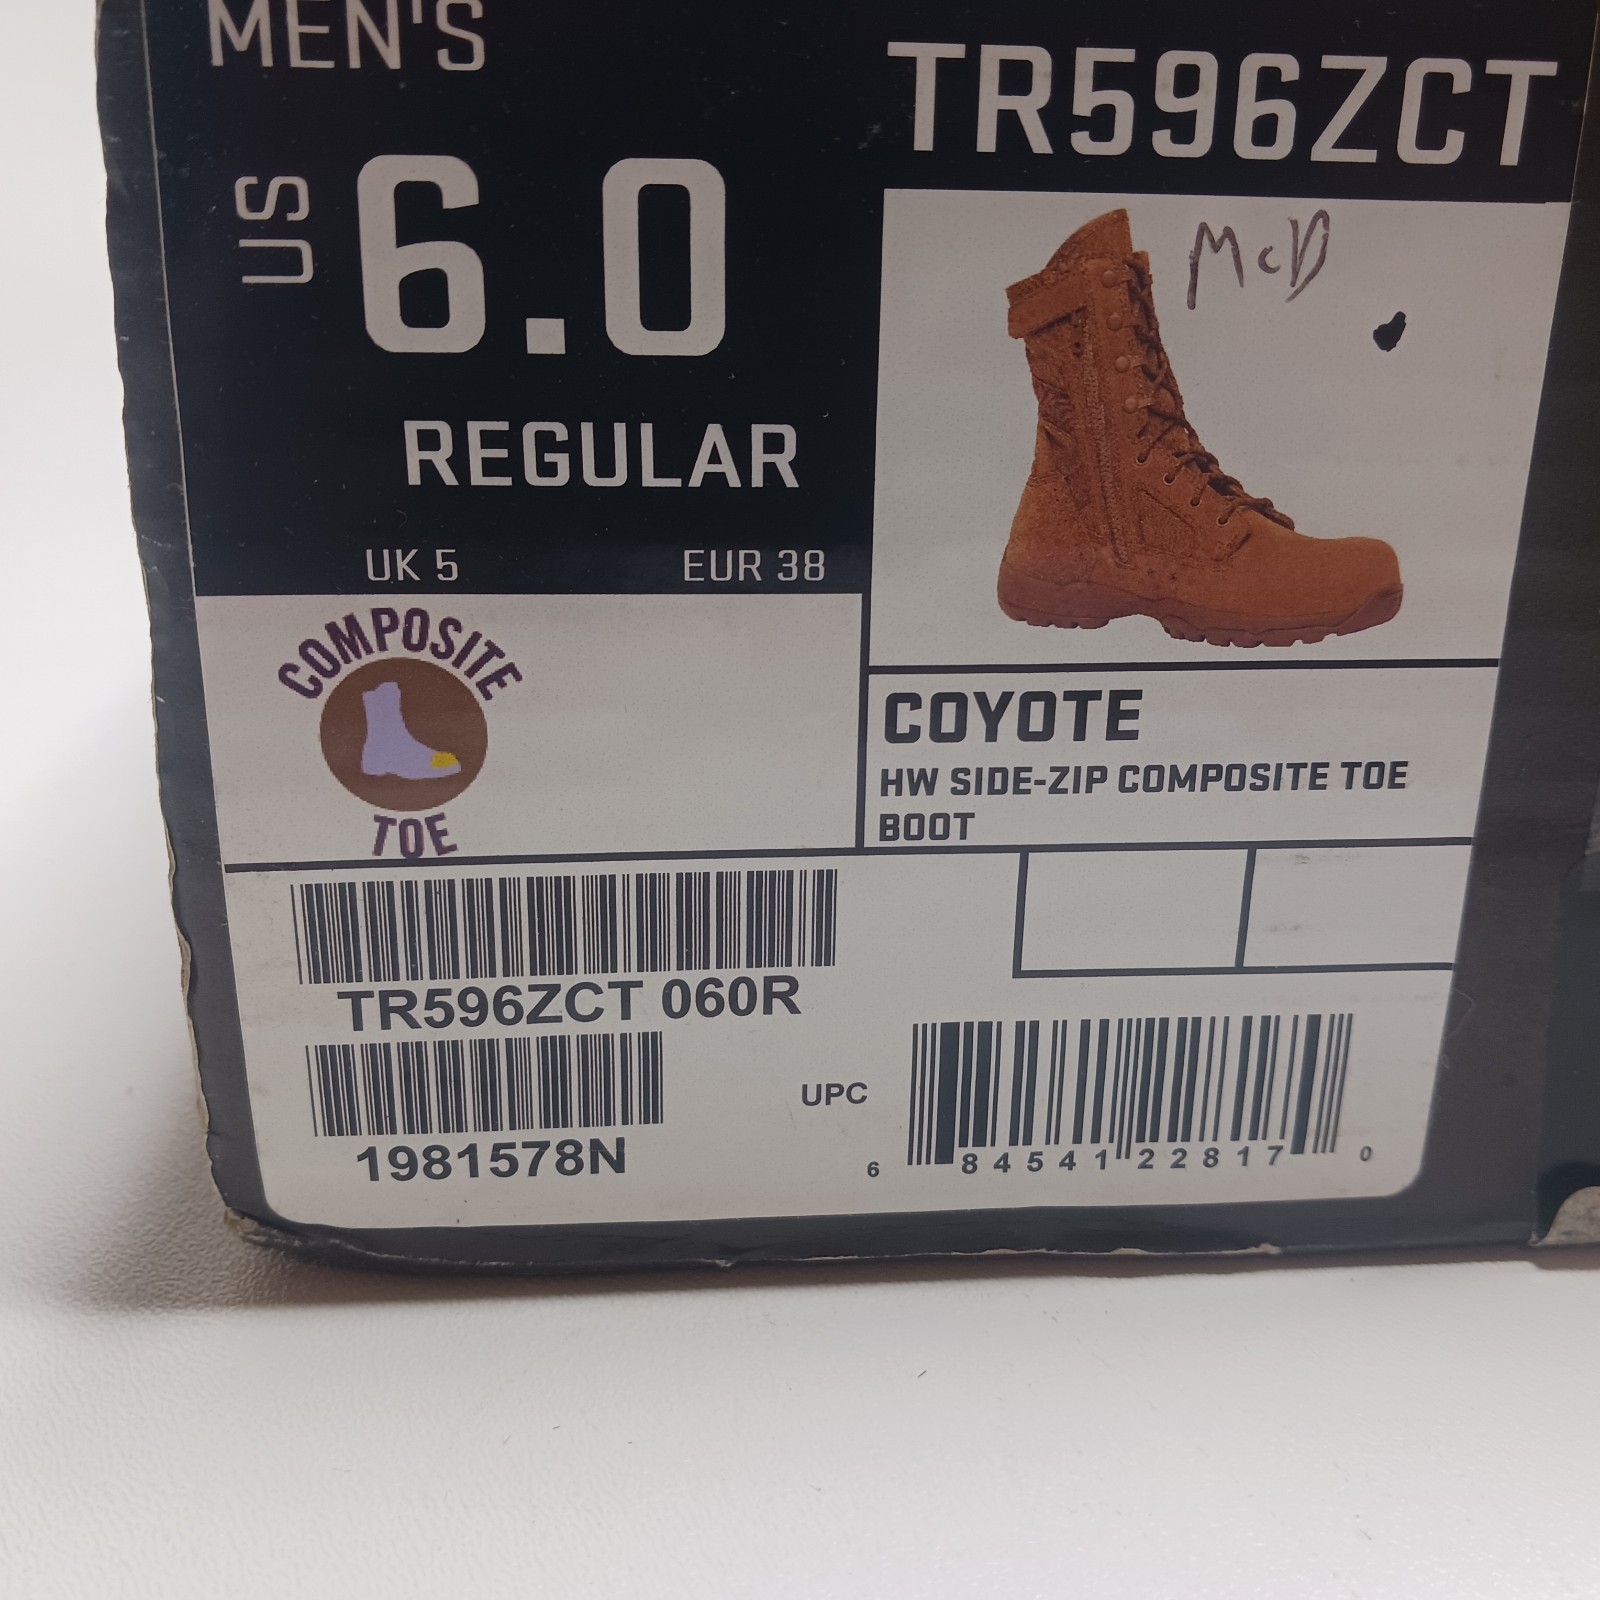 MEN'S
TR596ZCT
US
6.0
REGULAR
UK 5 EUR 38
McD
COMPOSITE
TOE
COYOTE
HW SIDE-ZIP COMPOSITE TOE
BOOT
TR596ZCT 060R
1981578N
UPC
6 84541 22817 0